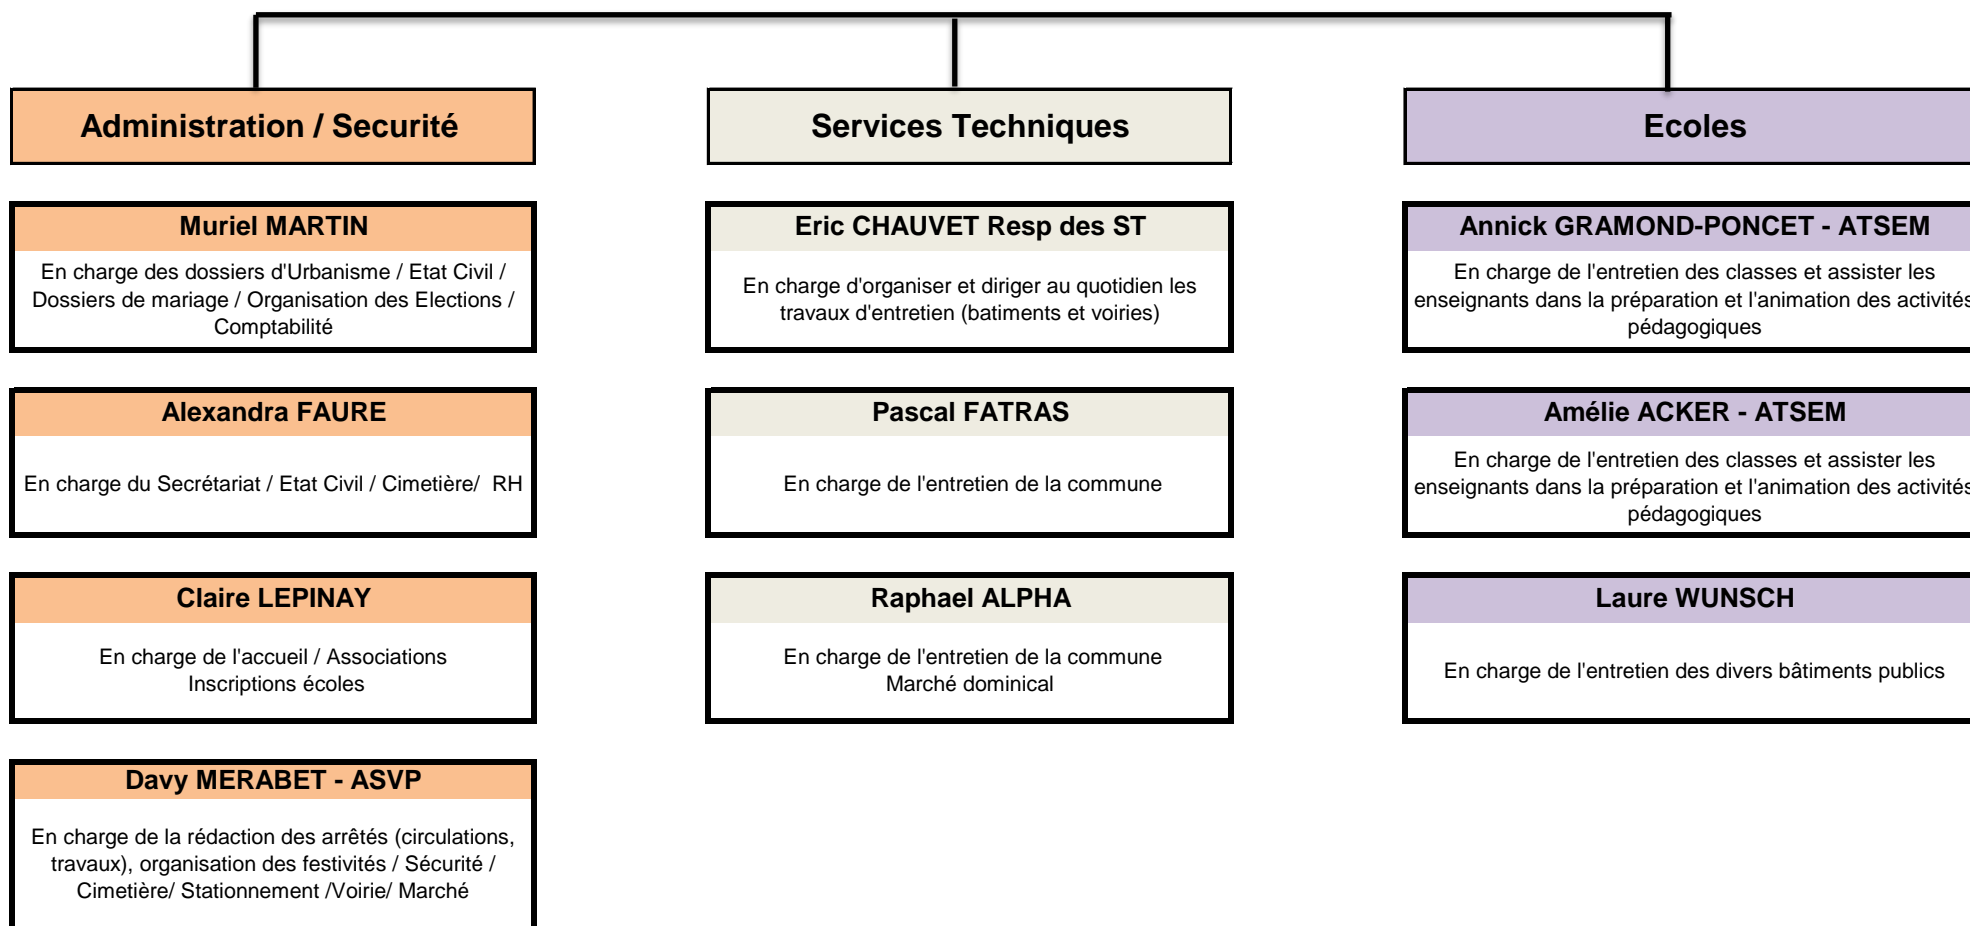 Administration / Securité
Muriel MARTIN
En charge des dossiers d'Urbanisme / Etat Civil /
Dossiers de mariage / Organisation des Elections /
Comptabilité
Alexandra FAURE
En charge du Secrétariat / Etat Civil / Cimetière/  RH
Claire LEPINAY
En charge de l'accueil / Associations
Inscriptions écoles
Davy MERABET - ASVP
En charge de la rédaction des arrêtés (circulations,
travaux), organisation des festivités / Sécurité /
Cimetière/ Stationnement /Voirie/ Marché
Services Techniques
Eric CHAUVET Resp des ST
En charge d'organiser et diriger au quotidien les
travaux d'entretien (batiments et voiries)
Pascal FATRAS
En charge de l'entretien de la commune
Raphael ALPHA
En charge de l'entretien de la commune
Marché dominical
Ecoles
Annick GRAMOND-PONCET - ATSEM
En charge de l'entretien des classes et assister les
enseignants dans la préparation et l'animation des activités
pédagogiques
Amélie ACKER - ATSEM
En charge de l'entretien des classes et assister les
enseignants dans la préparation et l'animation des activités
pédagogiques
Laure WUNSCH
En charge de l'entretien des divers bâtiments publics